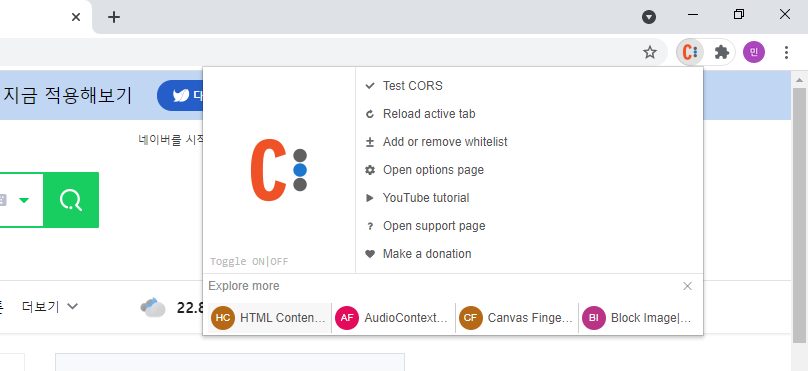 민
지금 적용해보기
대
네이버를 시작
C:
Test CORS
Reload active tab
Add or remove whitelist
Open options page
YouTube tutorial
Open support page
Make a donation
Toggle ON|OFF
더보기
22.8
Explore more
HC HTML Conten...
AF AudioContext...
CF Canvas Finge...
BI Block Image|...